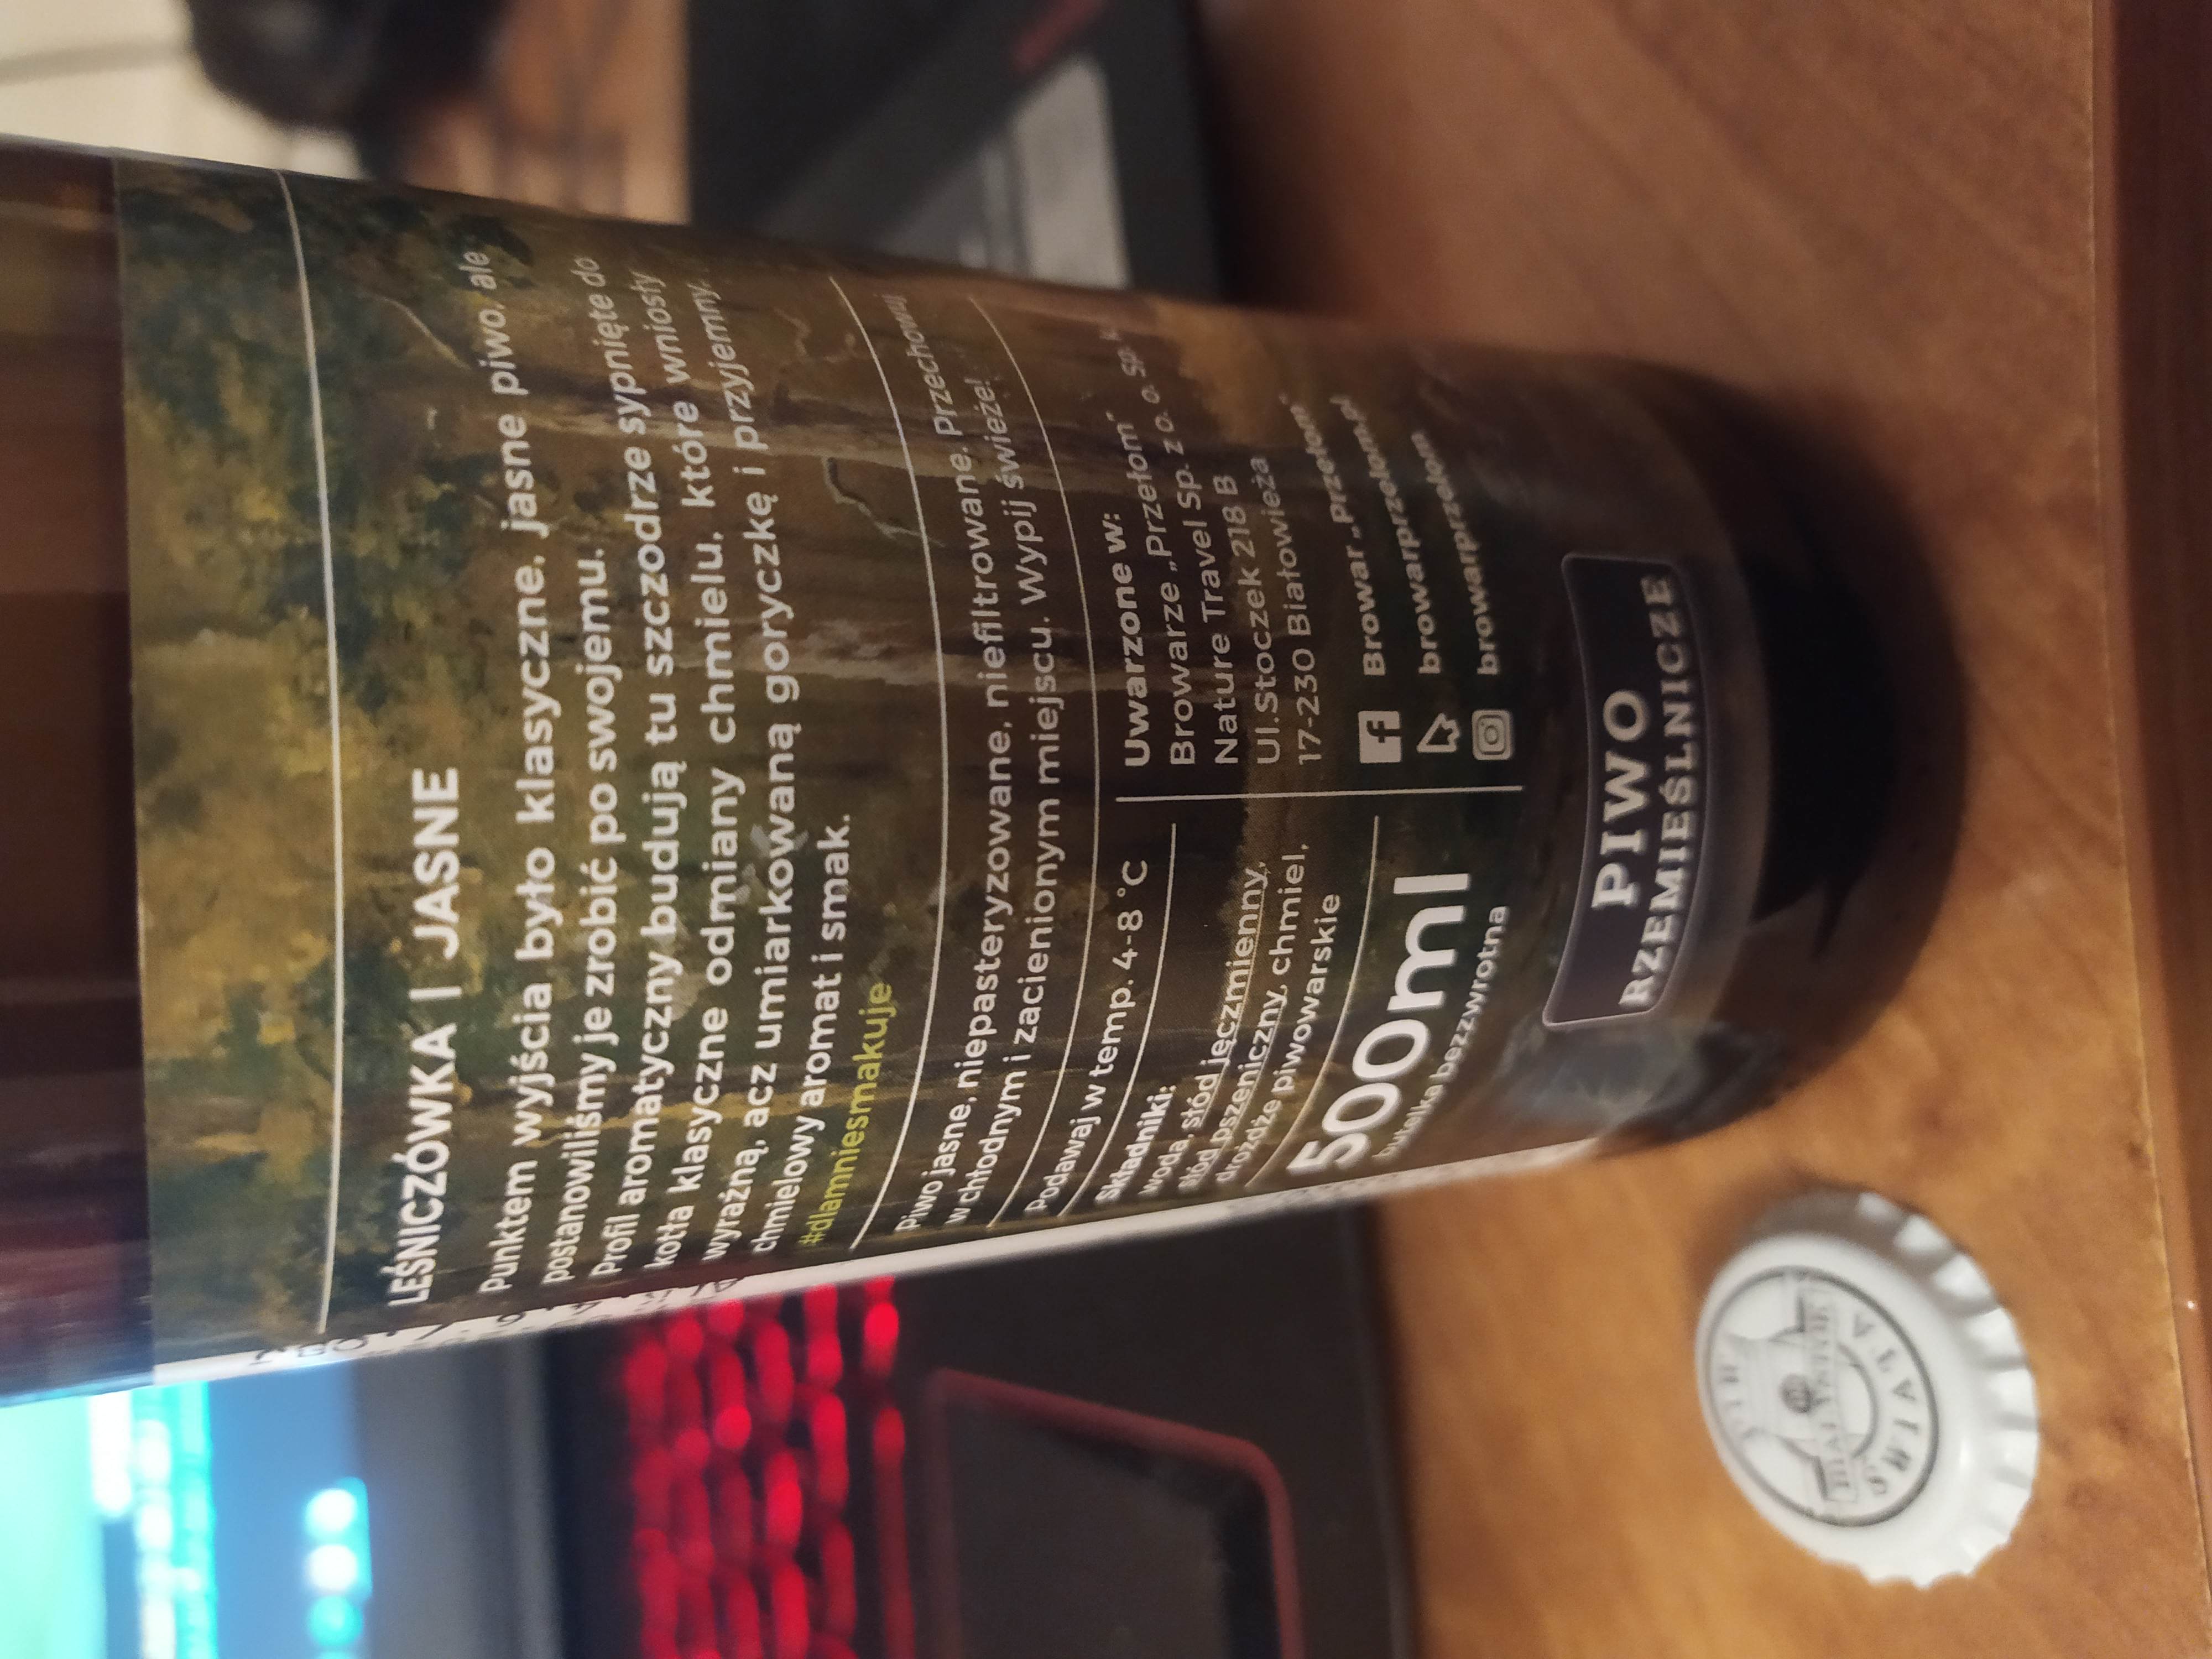 LEŚNICZÓWKA | JASNE
Punktem wyjścia było klasyczne, jasne piwo, ale
postanowiliśmy je zrobić po swojemu.
Profil aromatyczny budują tu szczodrze sypnięte do
kotła klasyczne odmiany chmielu, które wniosły
wyraźną, acz umiarkowaną goryczkę i przyjemny,
chmielowy aromat i smak.
#dlamniesmakuje
Piwo jasne, niepasteryzowane, niefiltrowane. Przechowuj
w chłodnym i zacienionym miejscu. Wypij świeże!
Podawaj w temp. 4-8°C
Składniki:
woda, słód jęczmienny,
słód pszeniczny, chmiel,
drożdże piwowarskie
500ml
butelka bezzwrotna
Uwarzone w:
Browarze „Przełom”
Nature Travel Sp. z o. o. Sp.
Ul.Stoczek 218 B
17-230 Białowieża
Browar „Przełom”
browarprzelom.pl
browarprzelom
PIWO
RZEMIEŚLNICZE
ŚWIATA